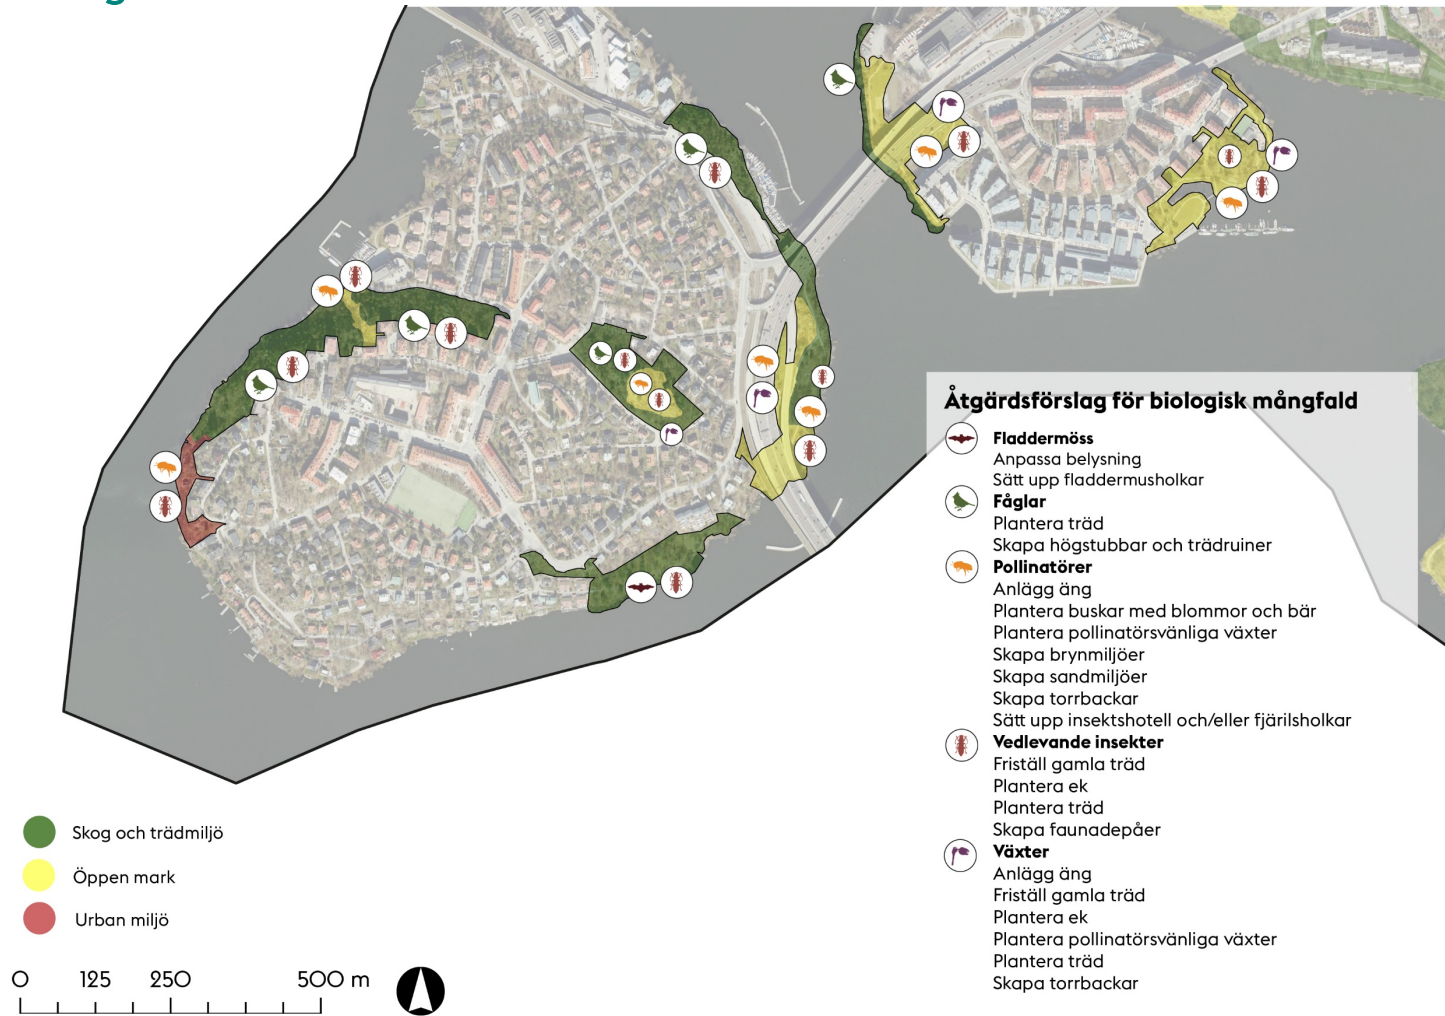 Åtgärdsförslag för biologisk mångfald
Fladdermöss
Anpassa belysning
Sätt upp fladdermusholkar
Fåglar
Plantera träd
Skapa högstubbar och trädruiner
Pollinatörer
Anlägg äng
Plantera buskar med blommor och bär
Plantera pollinatörsvänliga växter
Skapa brynmiljöer
Skapa sandmiljöer
Skapa torrbackar
Sätt upp insektshotell och/eller fjärilsholkar
Vedlevande insekter
Friställ gamla träd
Plantera ek
Plantera träd
Skapa faunadepåer
Växter
Anlägg äng
Friställ gamla träd
Plantera ek
Plantera pollinatörsvänliga växter
Plantera träd
Skapa torrbackar
Skog och trädmiljö
Öppen mark
Urban miljö
0 125 250 500 m